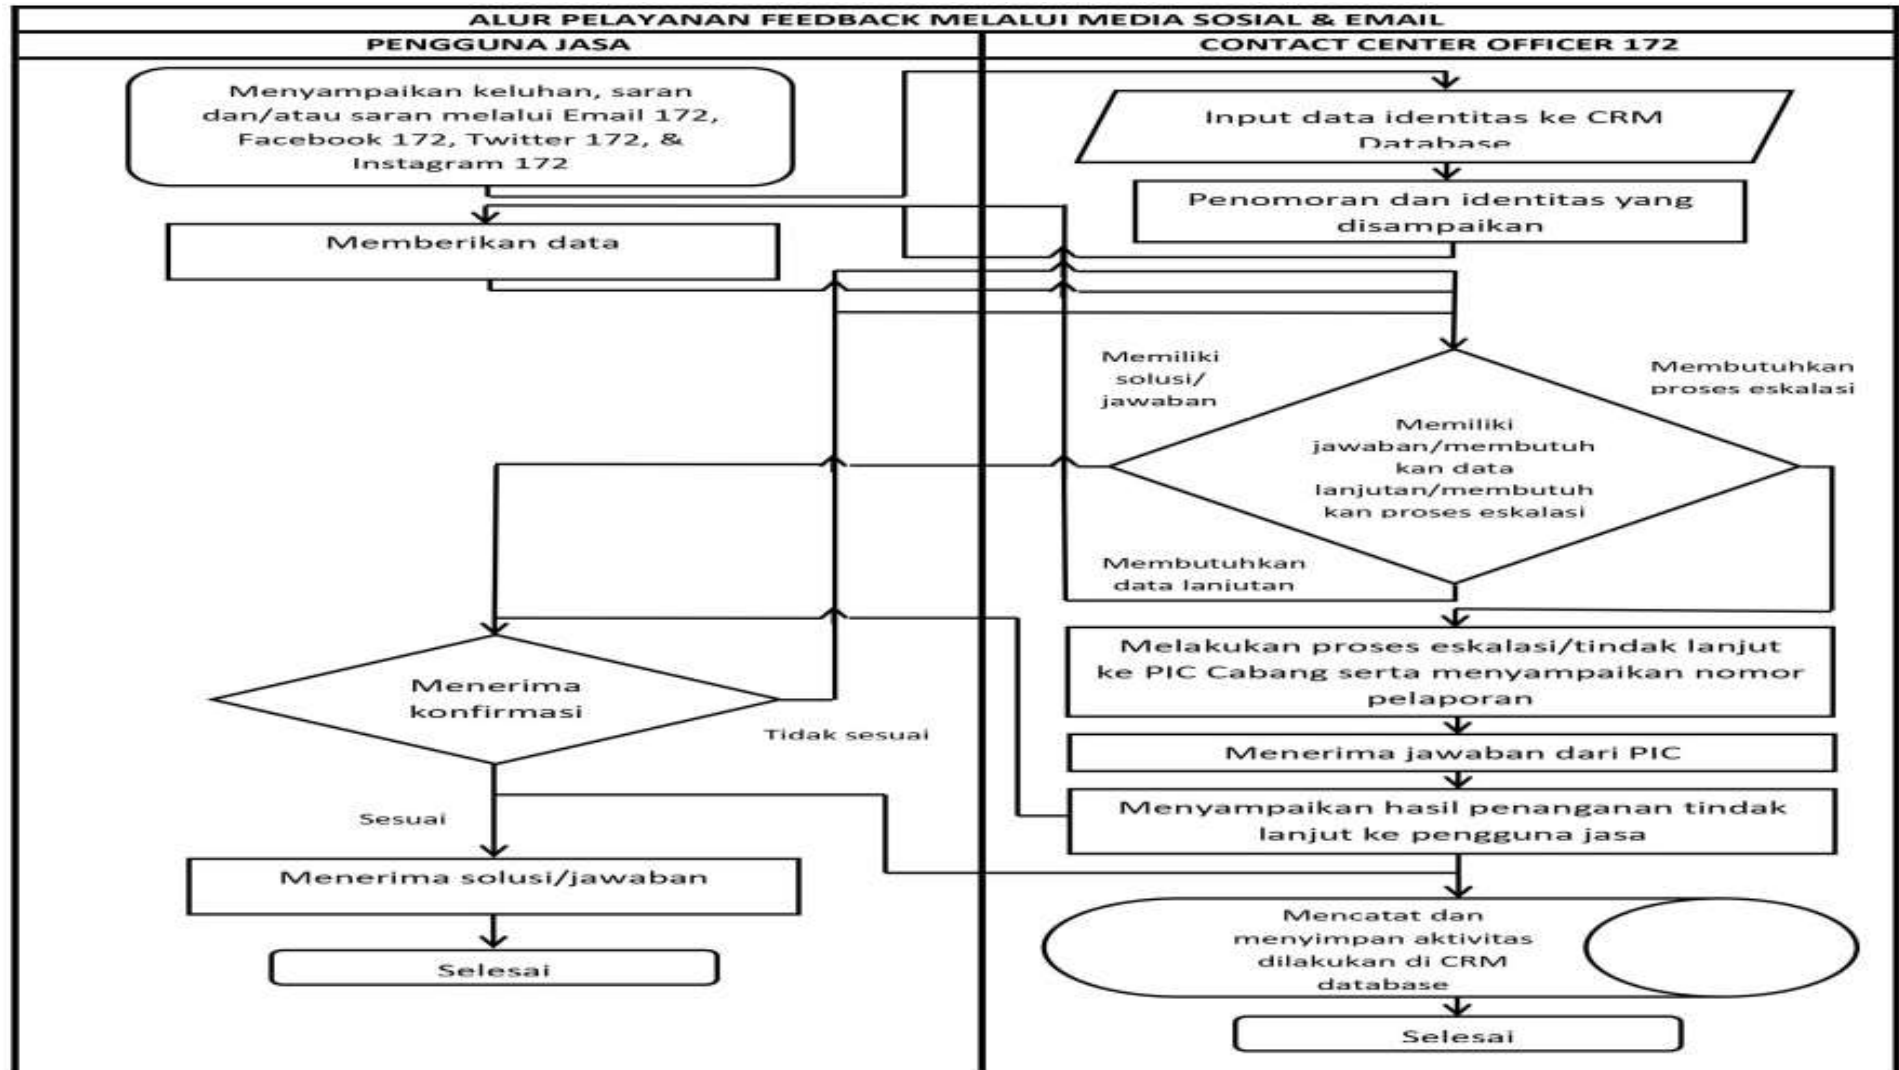 ALUR PELAYANAN FEEDBACK MELALUI MEDIA SOSIAL & EMAIL
PENGGUNA JASA
CONTACT CENTER OFFICER 172
Menyampaikan keluhan, saran
dan/atau saran melalui Email 172,
Facebook 172, Twitter 172, &
Instagram 172
Input data identitas ke CRM
Database
Penomoran dan identitas yang
disampaikan
Memberikan data
Memiliki
solusi/
jawaban
Membutuhkan
proses eskalasi
Memiliki
jawaban/membutuh
kan data
lanjutan/membutuh
kan proses eskalasi
Membutuhkan
data lanjutan
Melakukan proses eskalasi/tindak lanjut
ke PIC Cabang serta menyampaikan nomor
pelaporan
Menerima
konfirmasi
Tidak sesuai
Menerima jawaban dari PIC
Menyampaikan hasil penanganan tindak
lanjut ke pengguna jasa
Sesuai
Menerima solusi/jawaban
Mencatat dan
menyimpan aktivitas
dilakukan di CRM
database
Selesai
Selesai